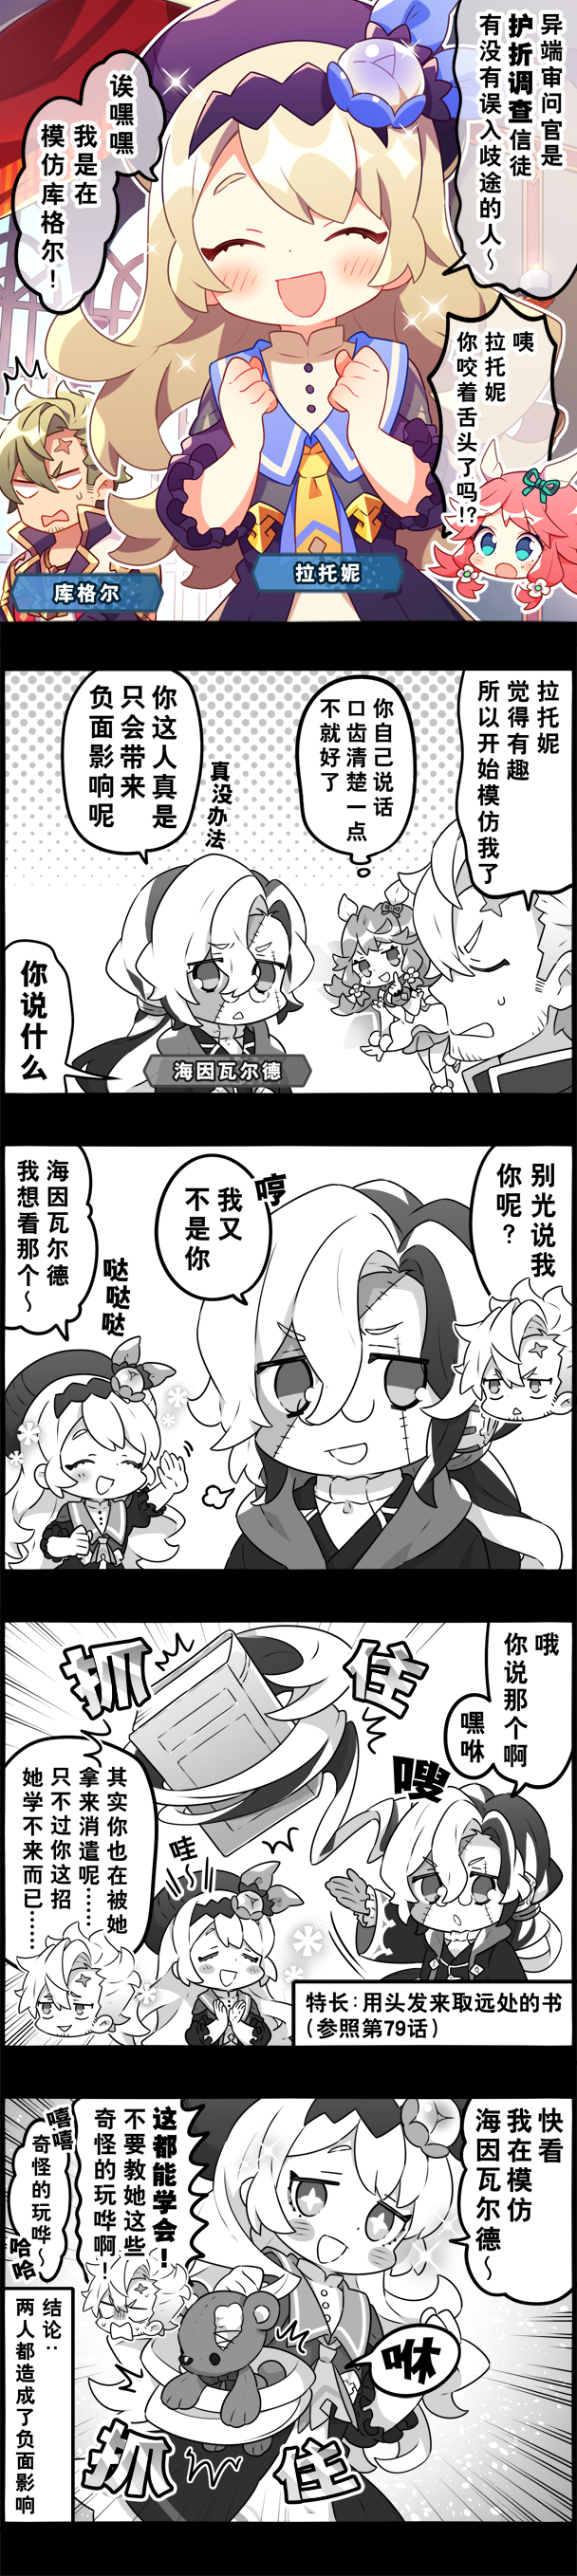 异端审问官是
护折调查信徒
有没有误入歧途的人～
诶嘿嘿
我是在
模仿库格尔！
咦
拉托妮
你咬着舌头了吗!?
拉托妮
库格尔
拉托妮
觉得有趣
所以开始模仿我了
你自己说话
口齿清楚一点
不就好了
真没办法
你这人真是
只会带来
负面影响呢
你说什么
海因瓦尔德
别光说我
你呢？
哼
我又
不是你
哒哒哒
海因瓦尔德
我想看那个～
哦
你说那个啊
嘿咻
嗖
抓住
哇～
其实你也在被她
拿来消遣呢……
只不过你这招
她学不来而已……
特长：用头发来取远处的书
（参照第79话）
快看
我在模仿
海因瓦尔德～
咻
抓住
这都能学会！
不要教她这些
奇怪的玩哗啊！
嘻嘻
奇怪的玩哗～
哈哈
结论：
两人都造成了负面影响